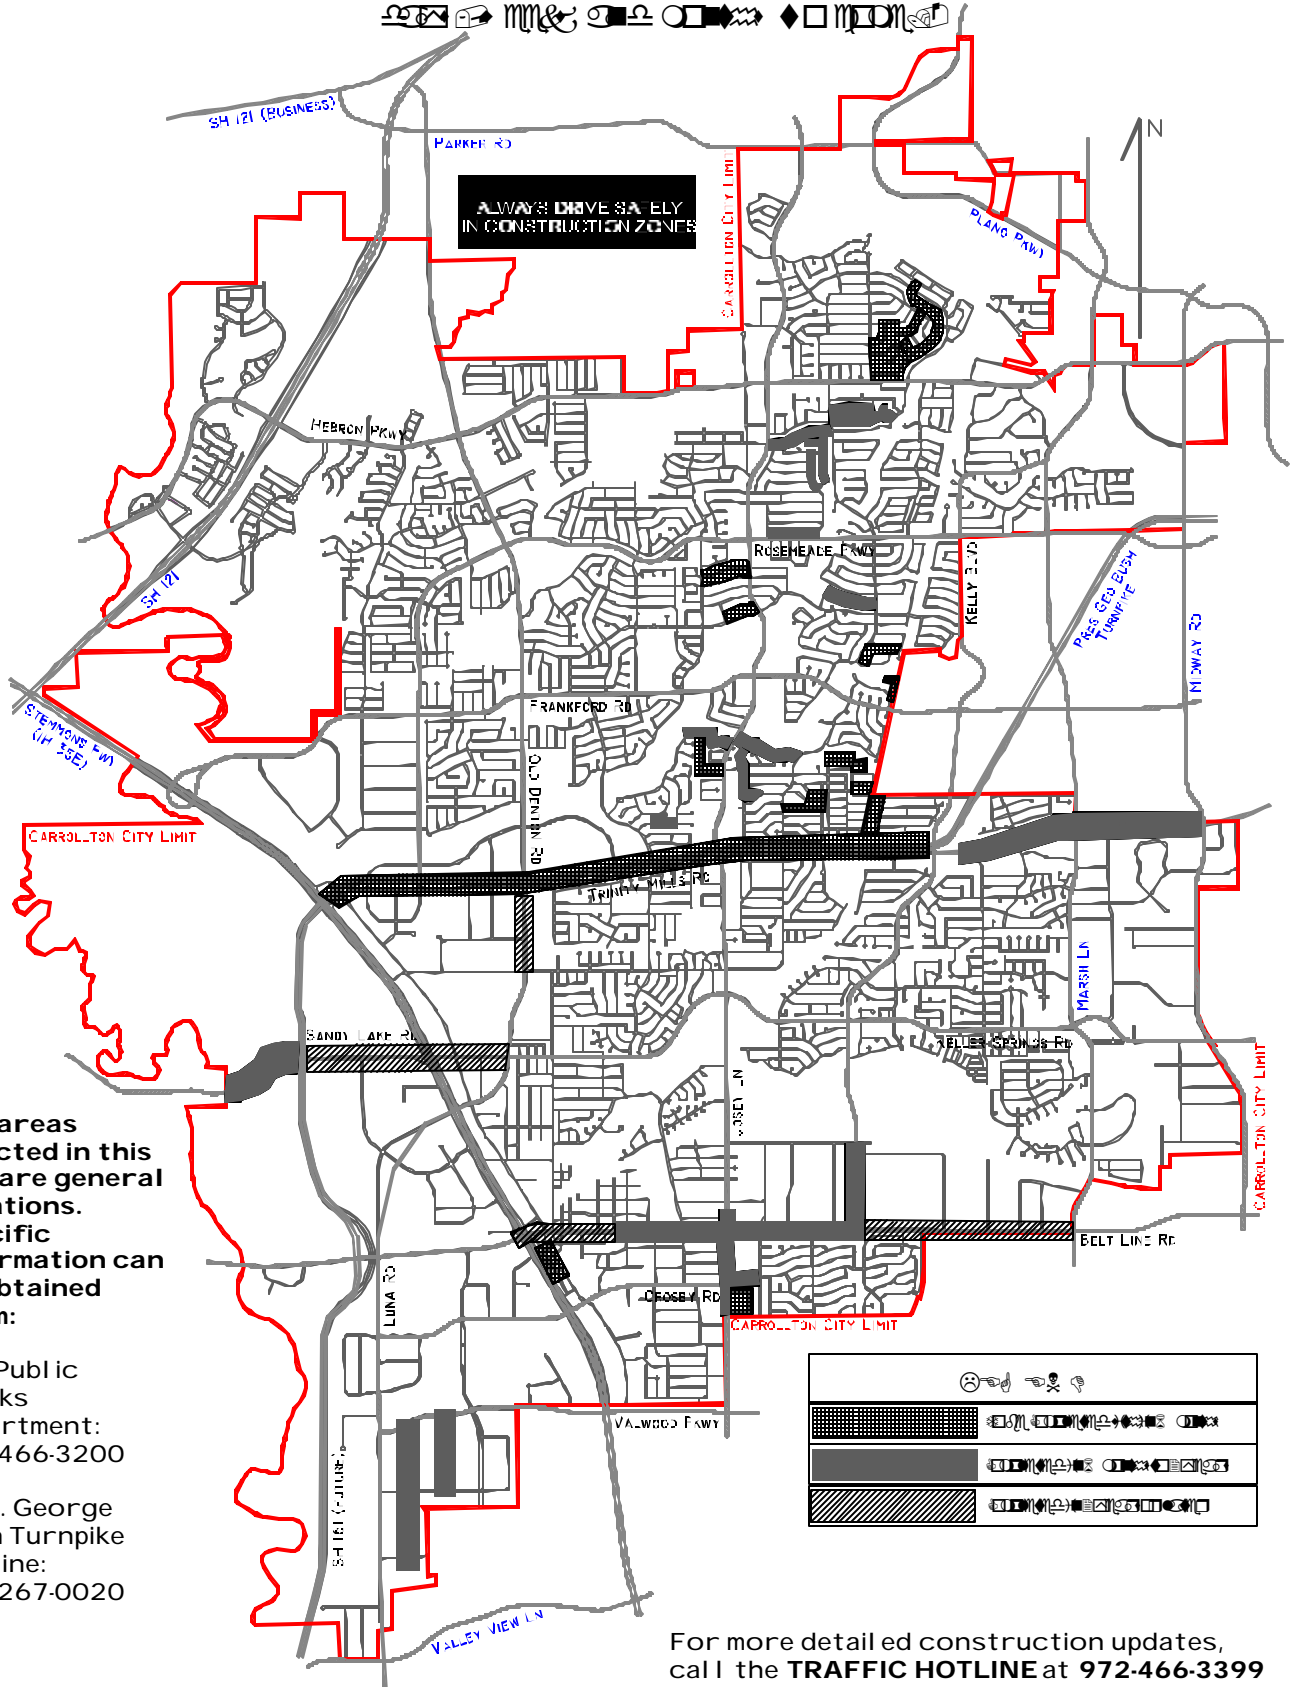 SH 121 (BUSINESS)
PARKER RD
N
ALWAYS DRIVE SAFELY
IN CONSTRUCTION ZONES
CARROLLTON CITY LIMIT
PLANO PKWY
HEBRON PKWY
ROSEMEADE PKWY
KELLY BLVD
PRES GEO BUSH
TURNPIKE
SH 121
MIDWAY RD
FRANKFORD RD
STEMMONS FWY
(IH 35E)
OLD DENTON RD
CARROLLTON CITY LIMIT
TRINITY MILLS RD
MARSH LN
SANDY LAKE RD
KELLER SPRINGS RD
JOSEY LN
CARROLLTON CITY LIMIT
areas
cted in this
are general
ations.
cific
rmation can
btained
m:
BELT LINE RD
LUNA RD
CROSBY RD
CARROLLTON CITY LIMIT
Public
ks
rtment:
466-3200
VALWOOD PKWY
. George
Turnpike
ine:
267-0020
VALLEY VIEW LN
For more detailed construction updates,
call the TRAFFIC HOTLINE at 972-466-3399